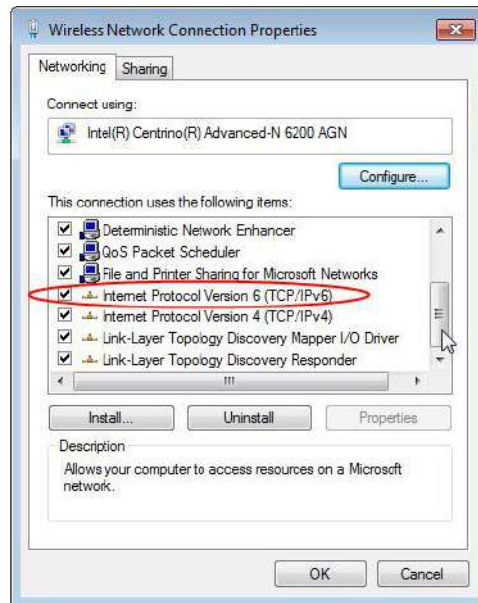 Wireless Network Connection Properties
Networking Sharing
Connect using:
Intel(R) Centrino(R) Advanced-N 6200 AGN
Configure...
This connection uses the following items:
Deterministic Network Enhancer
QoS Packet Scheduler
File and Printer Sharing for Microsoft Networks
Internet Protocol Version 6 (TCP/IPv6)
Internet Protocol Version 4 (TCP/IPv4)
Link-Layer Topology Discovery Mapper I/O Driver
Link-Layer Topology Discovery Responder
Install... Uninstall Properties
Description
Allows your computer to access resources on a Microsoft
network.
OK Cancel